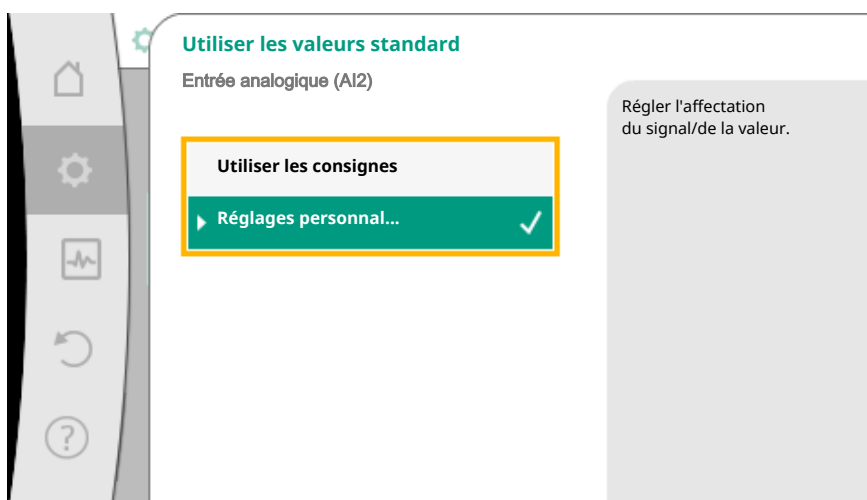 Utiliser les valeurs standard
Entrée analogique (AI2)
Régler l'affectation
du signal/de la valeur.
Utiliser les consignes
Réglages personnal...
?